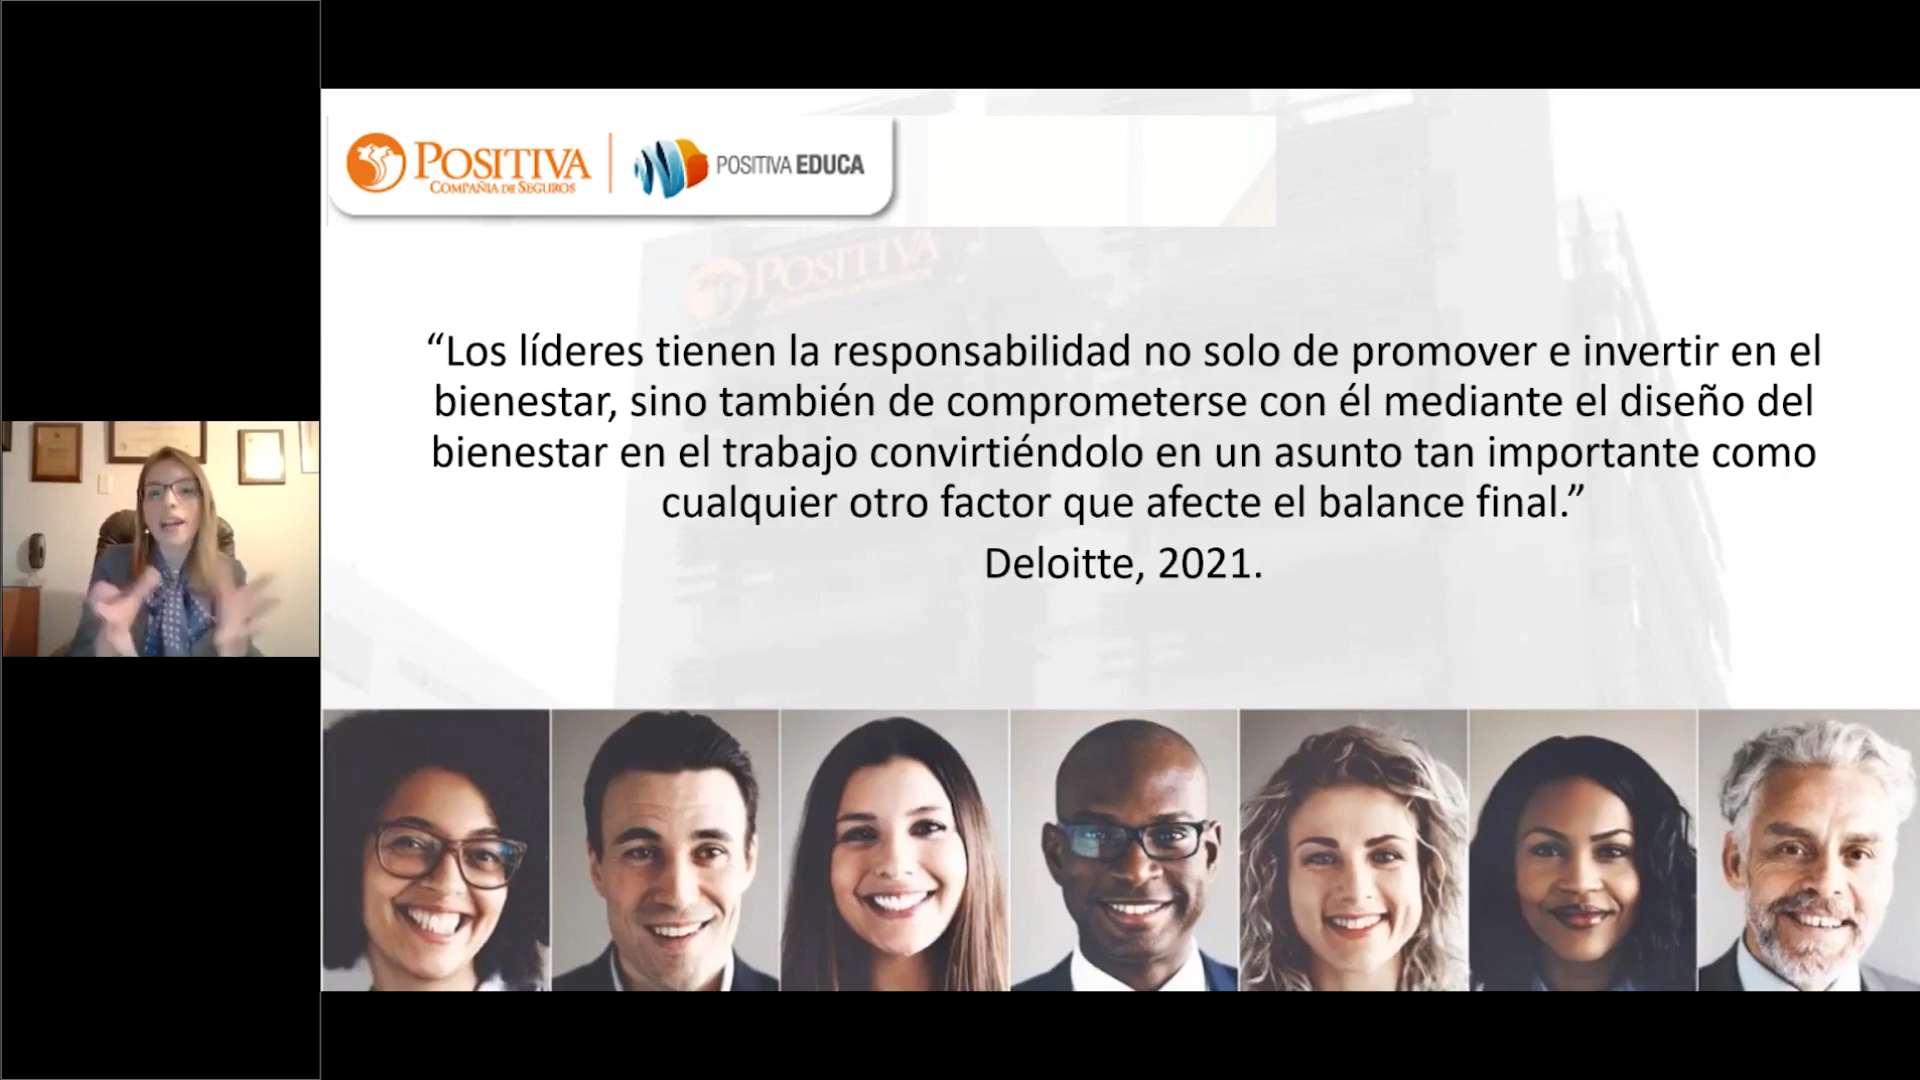 POSITIVA
COMPAÑIA DE SEGUROS
POSITIVA EDUCA
POSITIVA
“Los líderes tienen la responsabilidad no solo de promover e invertir en el
bienestar, sino también de comprometerse con él mediante el diseño del
bienestar en el trabajo convirtiéndolo en un asunto tan importante como
cualquier otro factor que afecte el balance final.”
Deloitte, 2021.